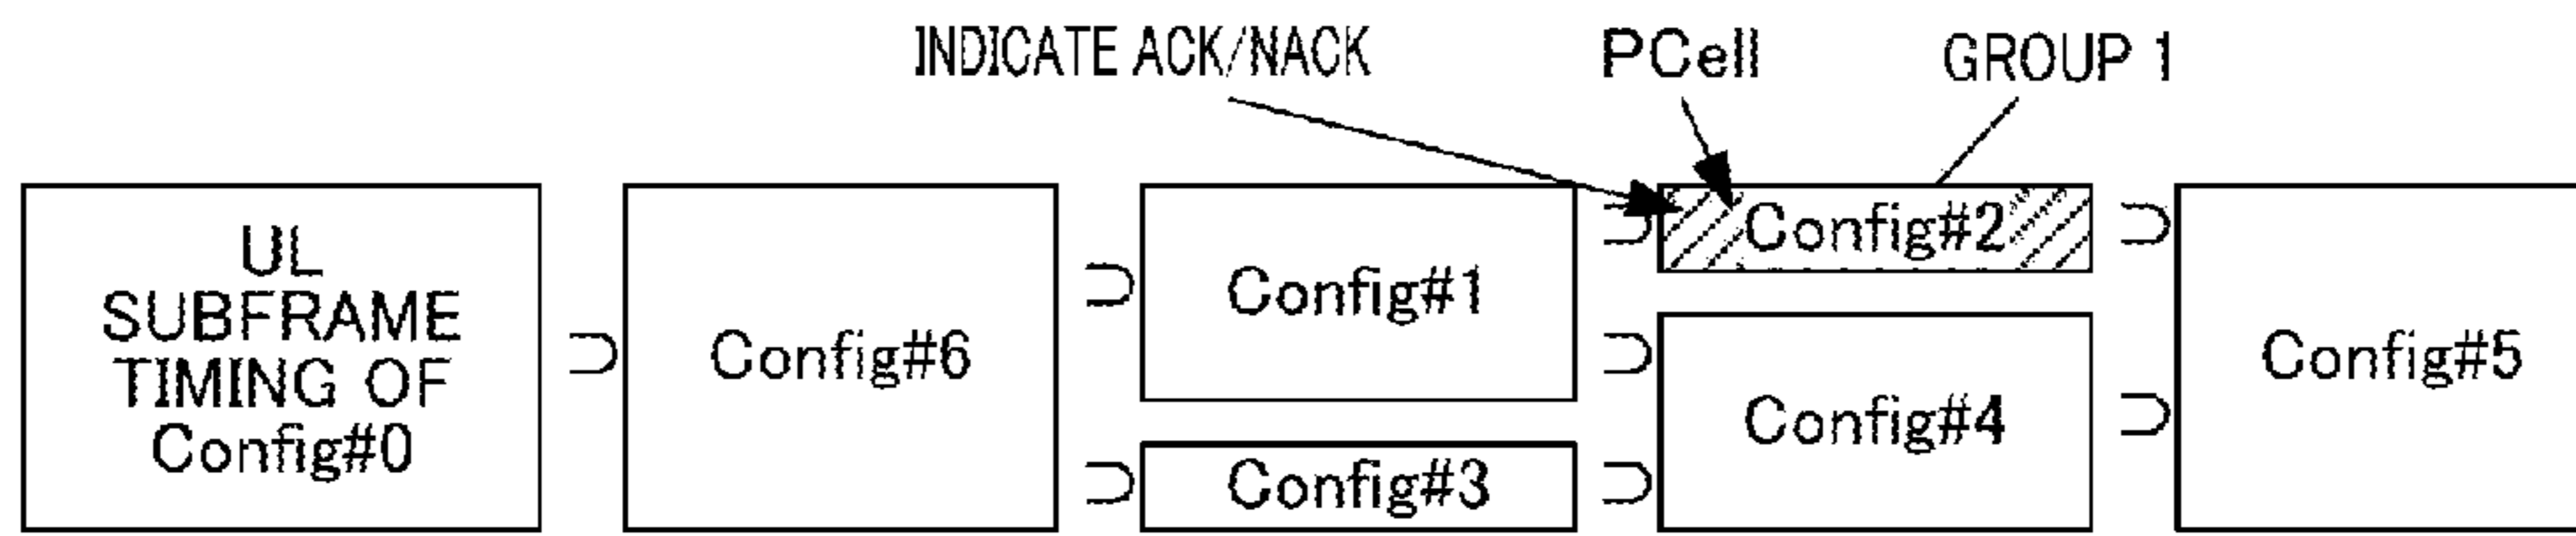 INDICATE ACK/NACK
PCell
GROUP 1
UL
SUBFRAME
TIMING OF
Config#0
⊃
Config#6
⊃
Config#1
⊃
Config#3
⊃
Config#2
⊃
⊃
Config#4
⊃
⊃
Config#5